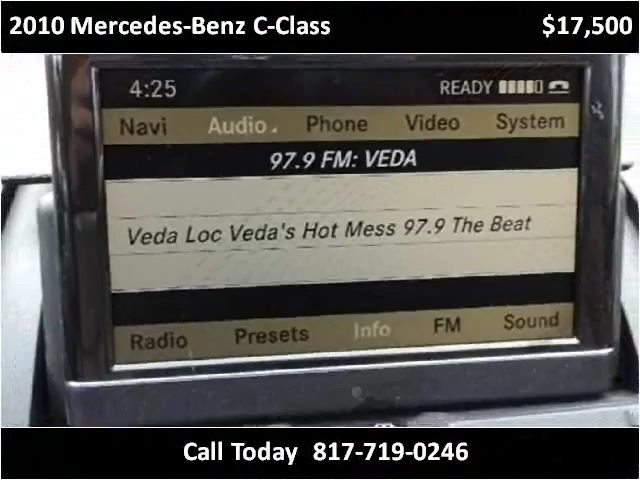 2010 Mercedes-Benz C-Class $17,500
4:25 READY
Navi Audio Phone Video System
97.9 FM: VEDA
Veda Loc Veda's Hot Mess 97.9 The Beat
Radio Presets Info FM Sound
Call Today 817-719-0246